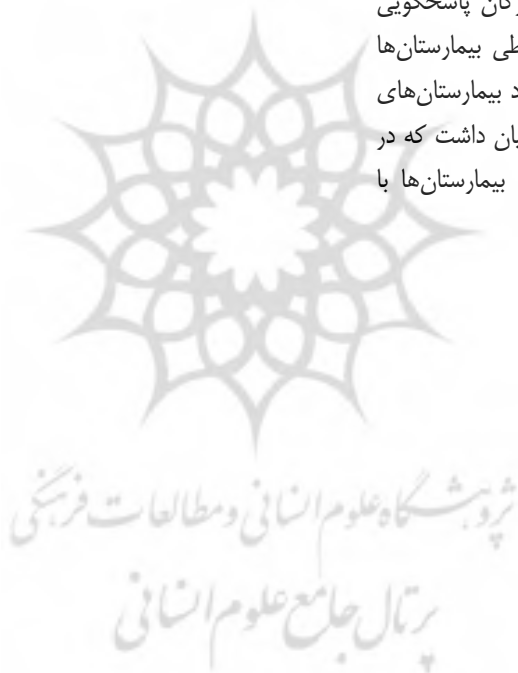 پاسخگویی
بیمارستان‌ها
د بیمارستان‌های
داشت که در
بیمارستان‌ها با
پژوهشگاه علوم انسانی و مطالعات فرهنگی
پرتال جامع علوم انسانی